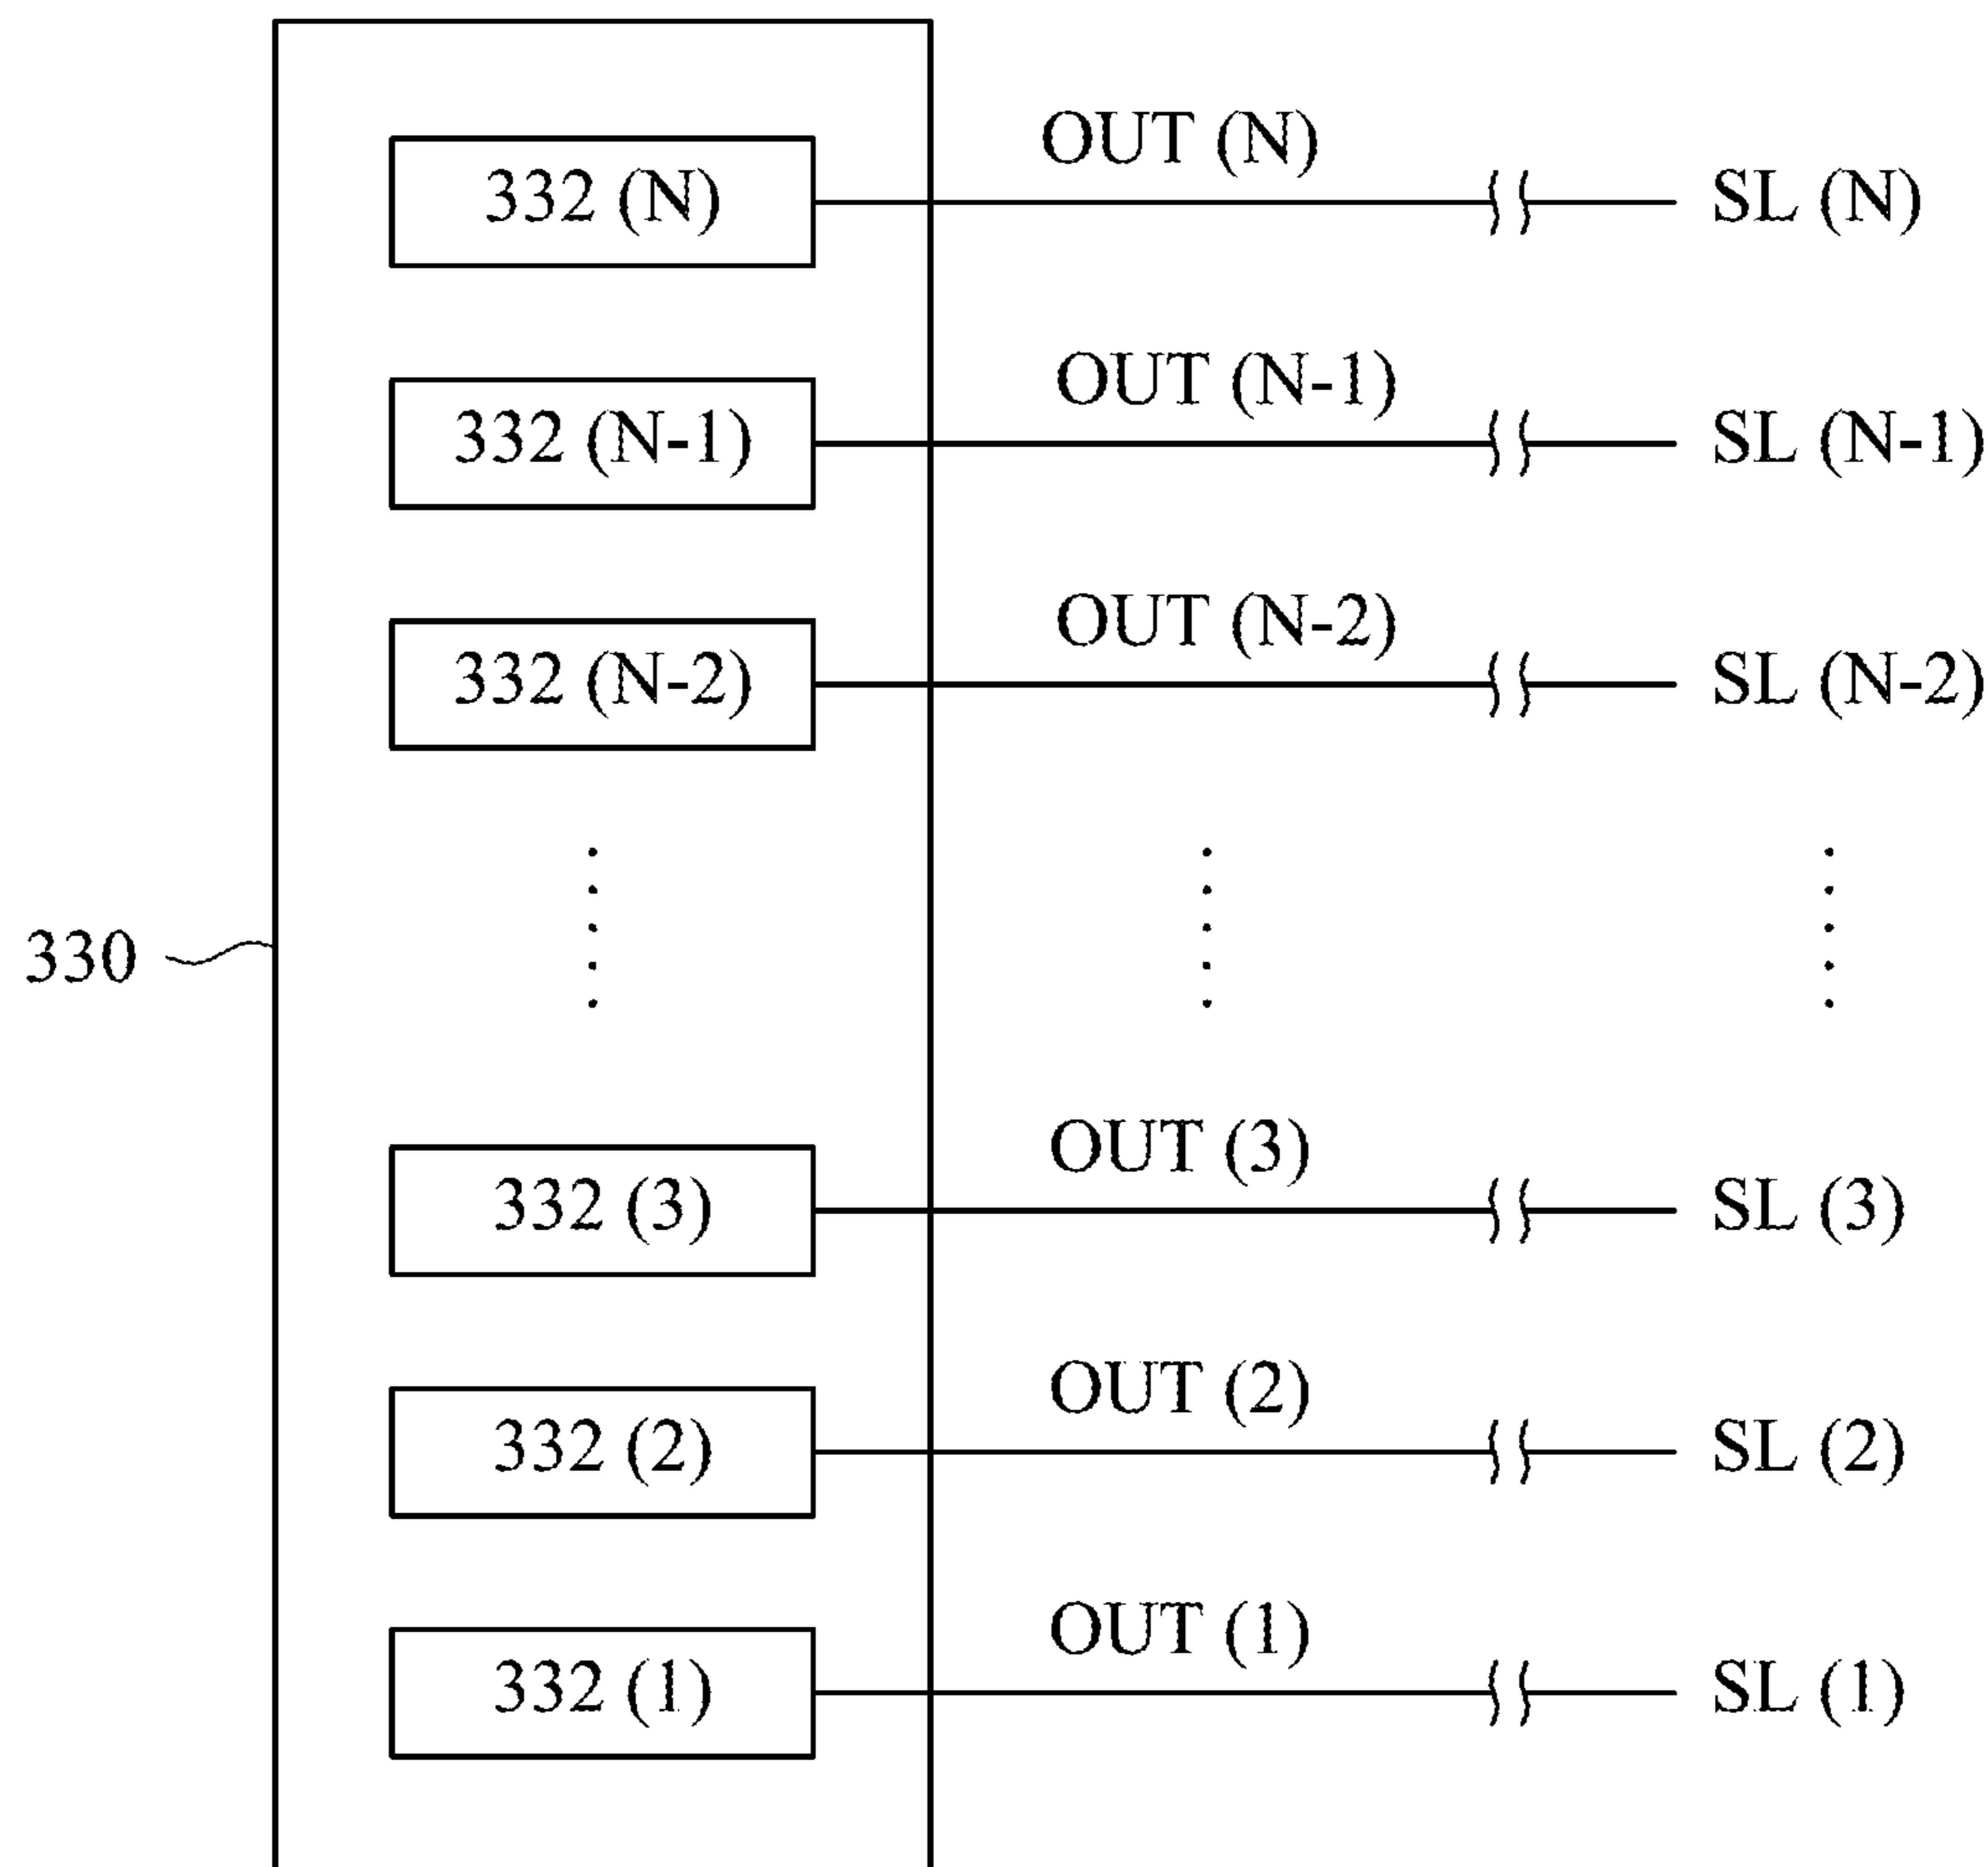 OUT (N)
332 (N) SL (N)
OUT (N-1)
332 (N-1) SL (N-1)
OUT (N-2)
332 (N-2) SL (N-2)
330
OUT (3)
332 (3) SL (3)
OUT (2)
332 (2) SL (2)
OUT (1)
332 (1) SL (1)